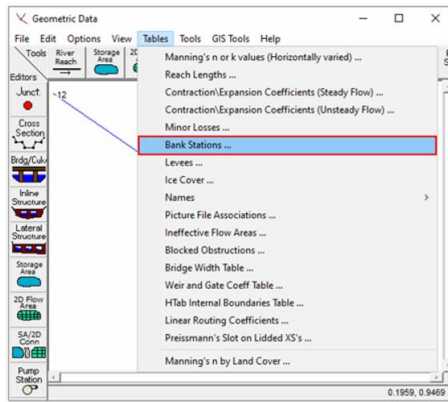 Geometric Data
File Edit Options View Tables Tools GIS Tools Help
Tools
River Reach
Storage Area
Editors
Junct.
Cross Section
Brdg/Culv
Inline Structure
Lateral Structure
Storage Area
2D Flow Area
SA/2D Conn
Pump Station
12
Manning's n or k values (Horizontally varied) ...
Reach Lengths ...
Contraction\Expansion Coefficients (Steady Flow) ...
Contraction\Expansion Coefficients (Unsteady Flow) ...
Minor Losses ...
Bank Stations ...
Levees ...
Ice Cover ...
Names
Picture File Associations ...
Ineffective Flow Areas ...
Blocked Obstructions ...
Bridge Width Table ...
Weir and Gate Coeff Table ...
HTab Internal Boundaries Table ...
Linear Routing Coefficients ...
Preissmann's Slot on Lidded XS's ...
Manning's n by Land Cover ...
0.1959, 0.9469